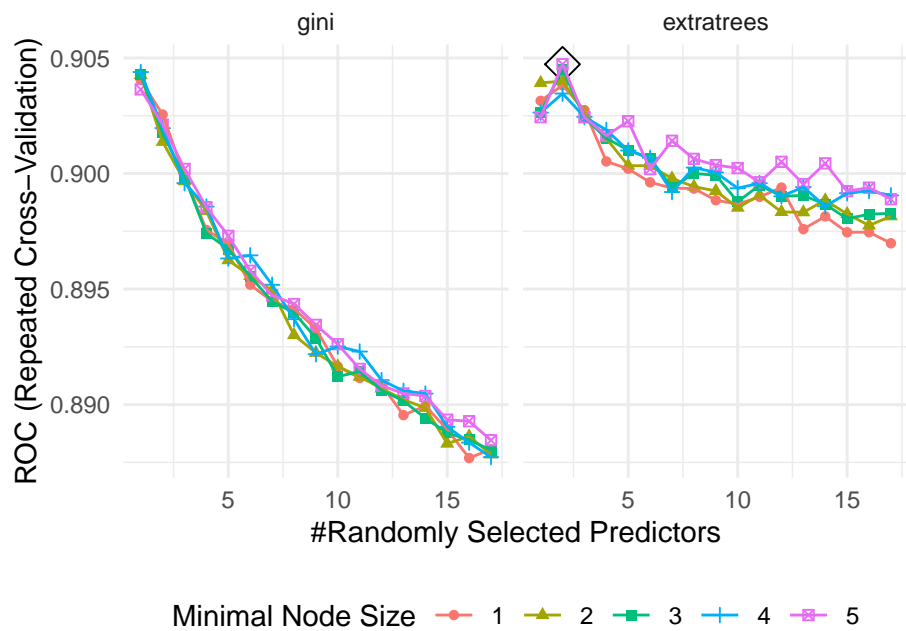 gini
extratrees
ROC (Repeated Cross−Validation)
0.905
0.900
0.895
0.890
5 10 15 5 10 15
#Randomly Selected Predictors
Minimal Node Size 1 2 3 4 5